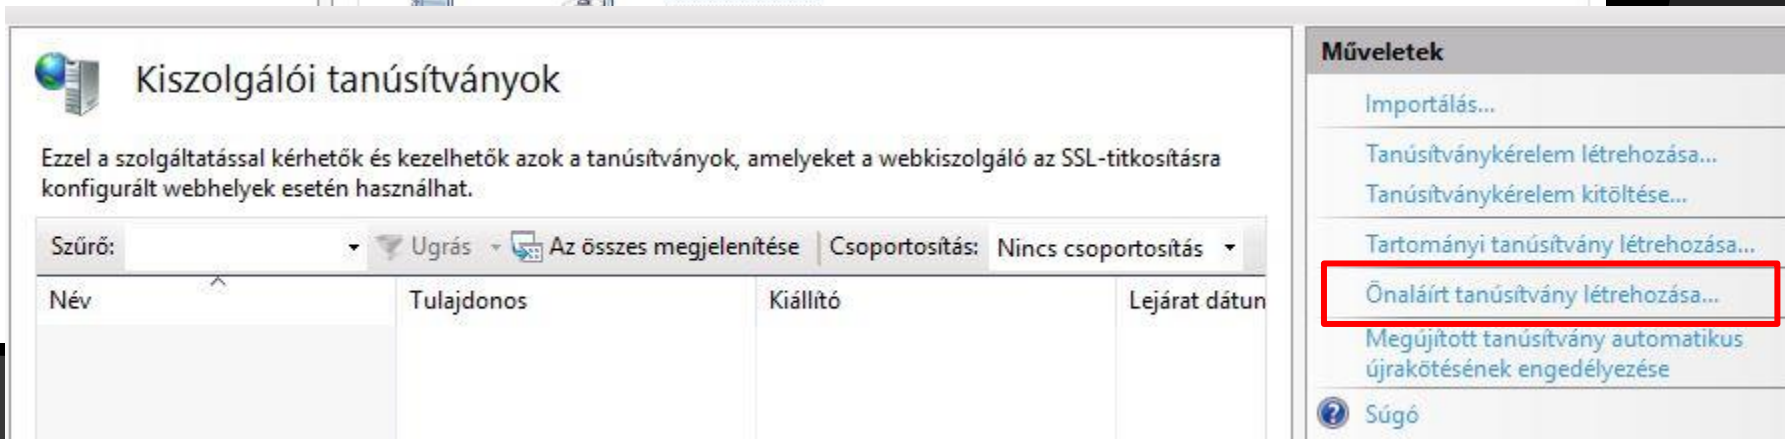 Kiszolgálói tanúsítványok
Ezzel a szolgáltatással kérhetők és kezelhetők azok a tanúsítványok, amelyeket a webkiszolgáló az SSL-titkosításra
konfigurált webhelyek esetén használhat.
Szűrő: Ugrás Az összes megjelenítése Csoportosítás: Nincs csoportosítás
Név Tulajdonos Kiállító Lejárat dátun
Műveletek
Importálás...
Tanúsítványkérelem létrehozása...
Tanúsítványkérelem kitöltése...
Tartományi tanúsítvány létrehozása...
Önaláírt tanúsítvány létrehozása...
Megújított tanúsítvány automatikus
újrakötésének engedélyezése
Súgó